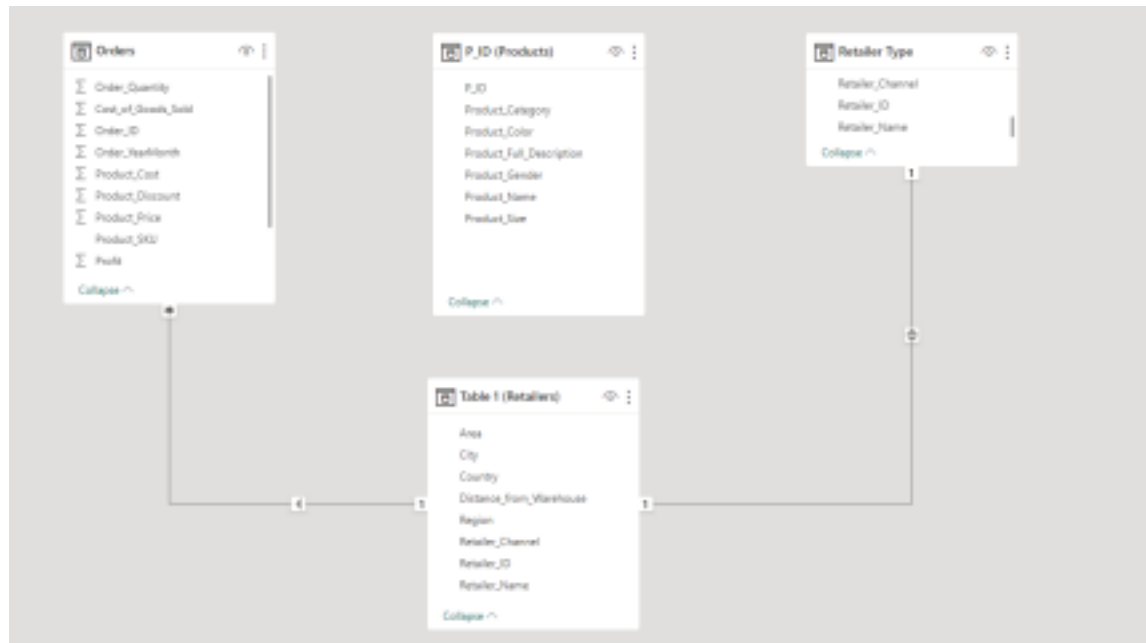 Orders
Order_Quantity
Cost_of_Goods_Sold
Order_ID
Order_YearMonth
Product_Cost
Product_Discount
Product_Price
Product_SKU
Profit
Collapse
*
P_ID (Products)
P_ID
Product_Category
Product_Color
Product_Full_Description
Product_Gender
Product_Name
Product_Size
Collapse
Retailer Type
Retailer_Channel
Retailer_ID
Retailer_Name
Collapse
1
Table 1 (Retailers)
Area
City
Country
Distance_from_Warehouse
Region
Retailer_Channel
Retailer_ID
Retailer_Name
Collapse
1
1